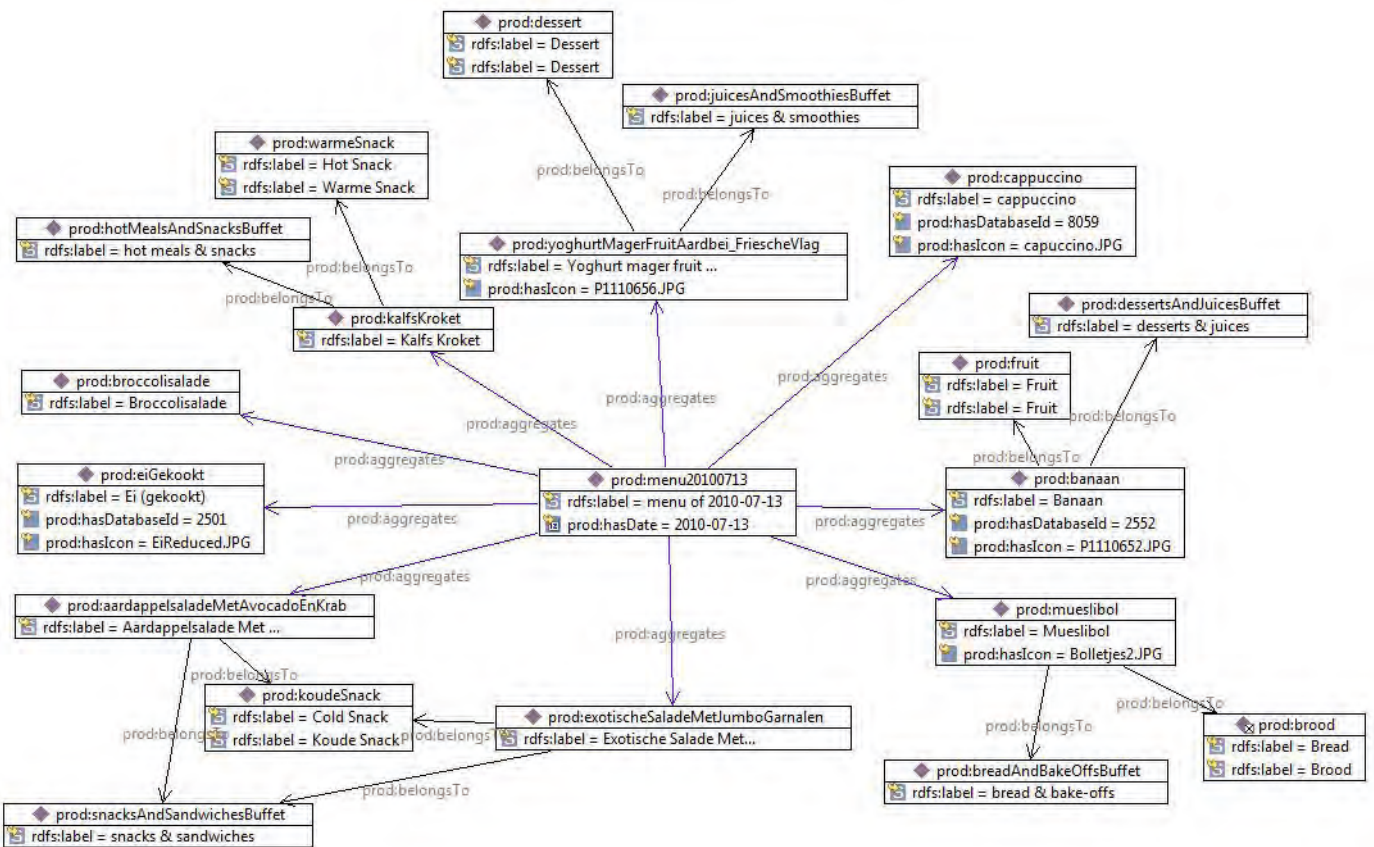 prod:dessert
rdfs:label = Dessert
rdfs:label = Dessert
prod:juicesAndSmoothiesBuffet
rdfs:label = juices & smoothies
prod:warmeSnack
rdfs:label = Hot Snack
rdfs:label = Warme Snack
prod:belongsTo
prod:belongsTo
prod:cappuccino
rdfs:label = cappuccino
prod:hasDatabaseId = 8059
prod:hasIcon = capuccino.JPG
prod:hotMealsAndSnacksBuffet
rdfs:label = hot meals & snacks
prod:yoghurtMagerFruitAardbei_FriescheVlag
rdfs:label = Yoghurt mager fruit ...
prod:hasIcon = P1110656.JPG
prod:belongsTo
prod:belongsTo
prod:kalfsKroket
rdfs:label = Kalfs Kroket
prod:dessertsAndJuicesBuffet
rdfs:label = desserts & juices
prod:broccolisalade
rdfs:label = Broccolisalade
prod:aggregates
prod:aggregates
prod:aggregates
prod:aggregates
prod:fruit
rdfs:label = Fruit
rdfs:label = Fruit
prod:belongsTo
prod:belongsTo
prod:eiGekookt
rdfs:label = Ei (gekookt)
prod:hasDatabaseId = 2501
prod:hasIcon = EiReduced.JPG
prod:aggregates
prod:menu20100713
rdfs:label = menu of 2010-07-13
prod:hasDate = 2010-07-13
prod:aggregates
prod:banaan
rdfs:label = Banaan
prod:hasDatabaseId = 2552
prod:hasIcon = P1110652.JPG
prod:aggregates
prod:aggregates
prod:aggregates
prod:aardappelsaladeMetAvocadoEnKrab
rdfs:label = Aardappelsalade Met ...
prod:mueslibol
rdfs:label = Mueslibol
prod:hasIcon = Bolletjes2.JPG
prod:belongsTo
prod:koudeSnack
rdfs:label = Cold Snack
rdfs:label = Koude Snack
prod:belongsTo
prod:belongsTo
prod:exotischeSaladeMetJumboGarnalen
rdfs:label = Exotische Salade Met...
prod:belongsTo
prod:belongsTo
prod:brood
rdfs:label = Bread
rdfs:label = Brood
prod:breadAndBakeOffsBuffet
rdfs:label = bread & bake-offs
prod:belongsTo
prod:snacksAndSandwichesBuffet
rdfs:label = snacks & sandwiches